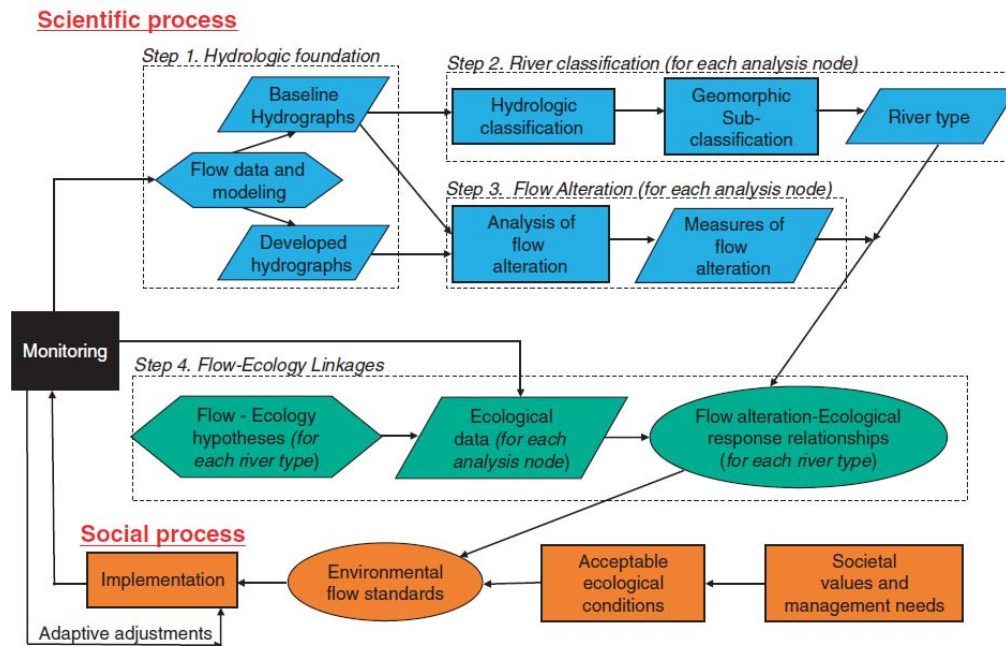 Scientific process
Step 1. Hydrologic foundation
Baseline
Hydrographs
Flow data and
modeling
Developed
hydrographs
Step 2. River classification (for each analysis node)
Hydrologic
classification
Geomorphic
Sub-
classification
River type
Step 3. Flow Alteration (for each analysis node)
Analysis of
flow
alteration
Measures of
flow
alteration
Monitoring
Step 4. Flow-Ecology Linkages
Flow - Ecology
hypotheses (for
each river type)
Ecological
data (for each
analysis node)
Flow alteration-Ecological
response relationships
(for each river type)
Social process
Implementation
Environmental
flow standards
Acceptable
ecological
conditions
Societal
values and
management needs
Adaptive adjustments